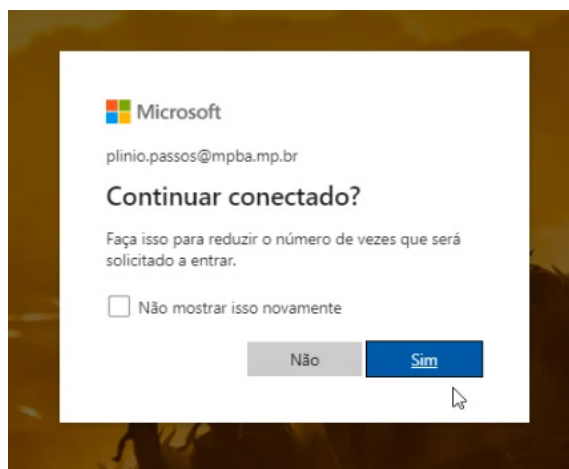 Microsoft
plinio.passos@mpba.mp.br
Continuar conectado?
Faça isso para reduzir o número de vezes que será
solicitado a entrar.
Não mostrar isso novamente
Não
Sim